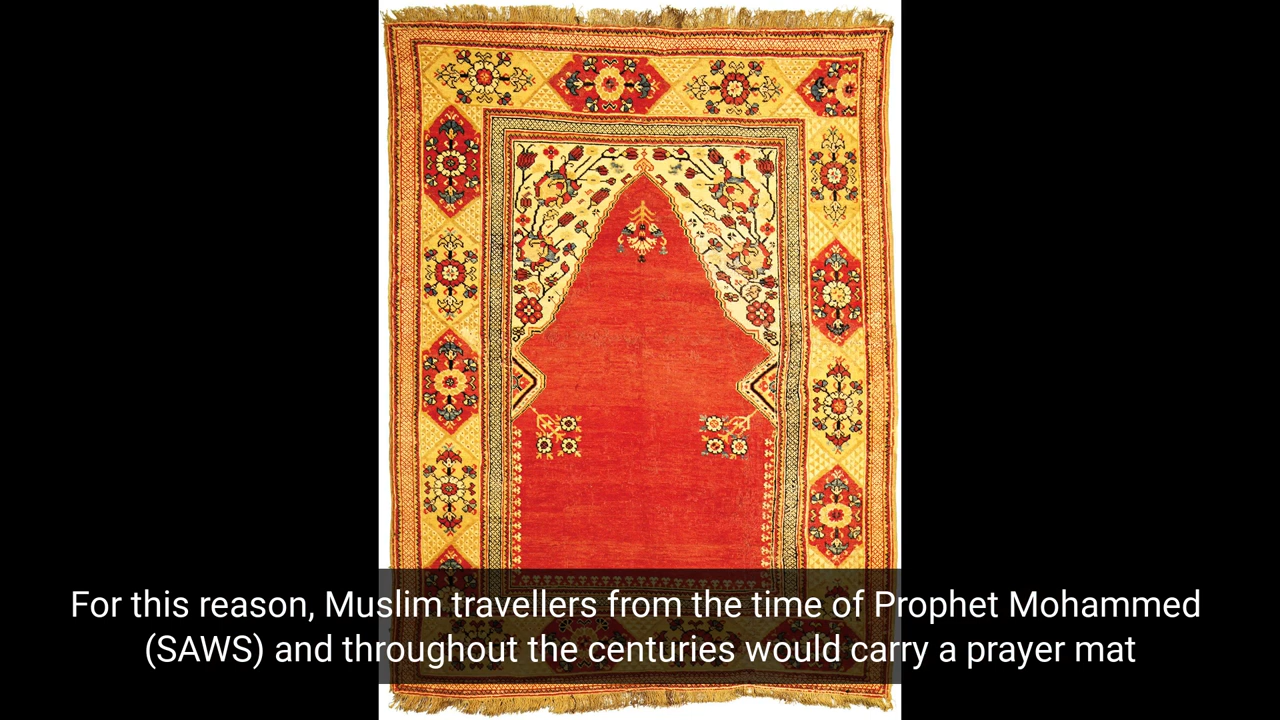 For this reason, Muslim travellers from the time of Prophet Mohammed
(SAWS) and throughout the centuries would carry a prayer mat